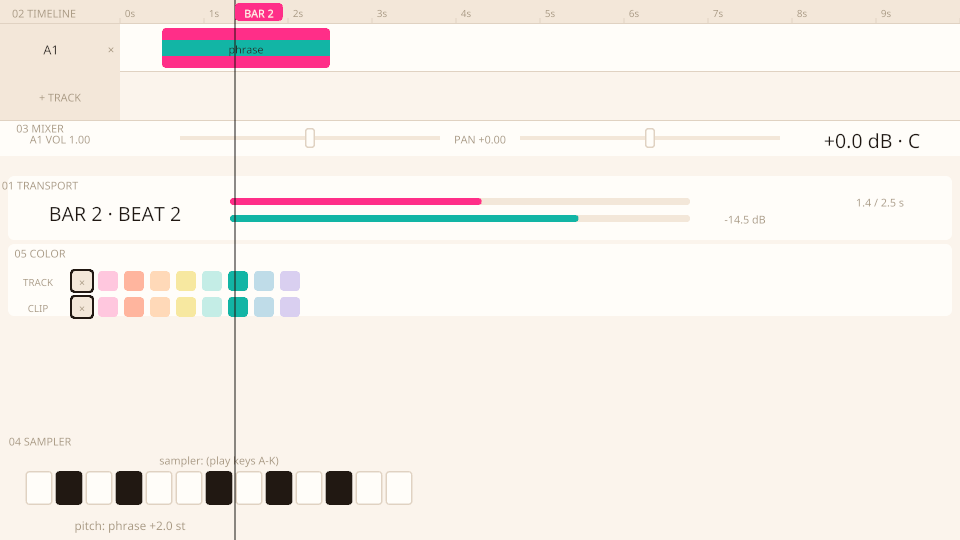 02 TIMELINE 0s 1s BAR 2 2s 3s 4s 5s 6s 7s 8s 9s
A1 × phrase
+ TRACK
03 MIXER
A1 VOL 1.00 PAN +0.00 +0.0 dB · C
01 TRANSPORT
BAR 2 · BEAT 2 1.4 / 2.5 s
-14.5 dB
05 COLOR
TRACK ×
CLIP ×
04 SAMPLER
sampler: (play keys A-K)
pitch: phrase +2.0 st